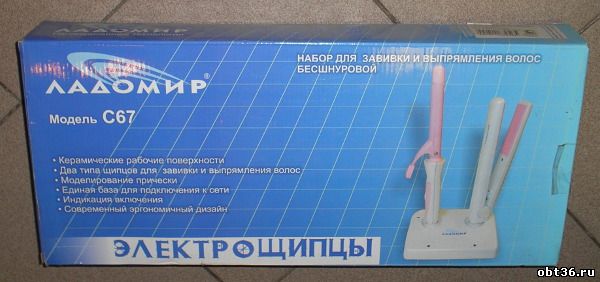 ЛАДОМИР®
Модель С67
НАБОР ДЛЯ ЗАВИВКИ И ВЫПРЯМЛЕНИЯ ВОЛОС
БЕСШНУРОВОЙ
• Керамические рабочие поверхности
• Два типа щипцов для завивки и выпрямления волос
• Моделирование прически
• Единая база для подключения к сети
• Индикация включения
• Современный эргономичный дизайн
ЛАДОМИР
ЭЛЕКТРОЩИПЦЫ
obt36.ru